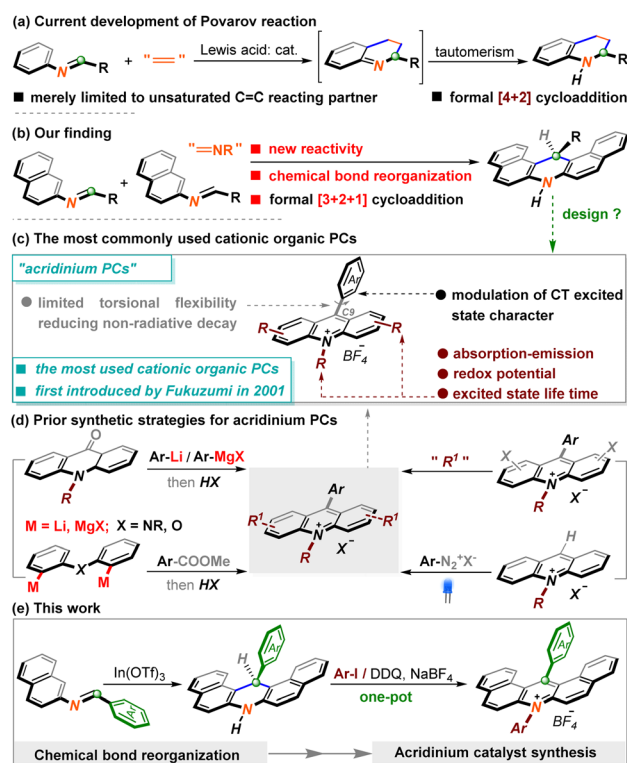 (a) Current development of Povarov reaction
N
R
+
"═"
Lewis acid: cat.
N
R
tautomerism
N
R
H
■ merely limited to unsaturated C=C reacting partner
■ formal [4+2] cycloaddition
(b) Our finding
"=NR"
■ new reactivity
■ chemical bond reorganization
■ formal [3+2+1] cycloaddition
N
R
+
N
R
H
R
N
H
design ?
(c) The most commonly used cationic organic PCs
"acridinium PCs"
● limited torsional flexibility
reducing non-radiative decay
Ar
C9
R
R
N+
R
BF4−
● modulation of CT excited
state character
■ the most used cationic organic PCs
■ first introduced by Fukuzumi in 2001
● absorption-emission
● redox potential
● excited state life time
(d) Prior synthetic strategies for acridinium PCs
O
N
R
Ar-Li / Ar-MgX
then HX
Ar
R1
R1
N+
R
X−
" R1 "
X
Ar
X
N+
R
X−
M = Li, MgX; X = NR, O
X
M
M
Ar-COOMe
then HX
Ar-N2+X−
H
N+
R
X−
(e) This work
N
Ar
In(OTf)3
H
Ar
N
H
Ar-I / DDQ, NaBF4
one-pot
Ar
N+
Ar
BF4−
Chemical bond reorganization
Acridinium catalyst synthesis